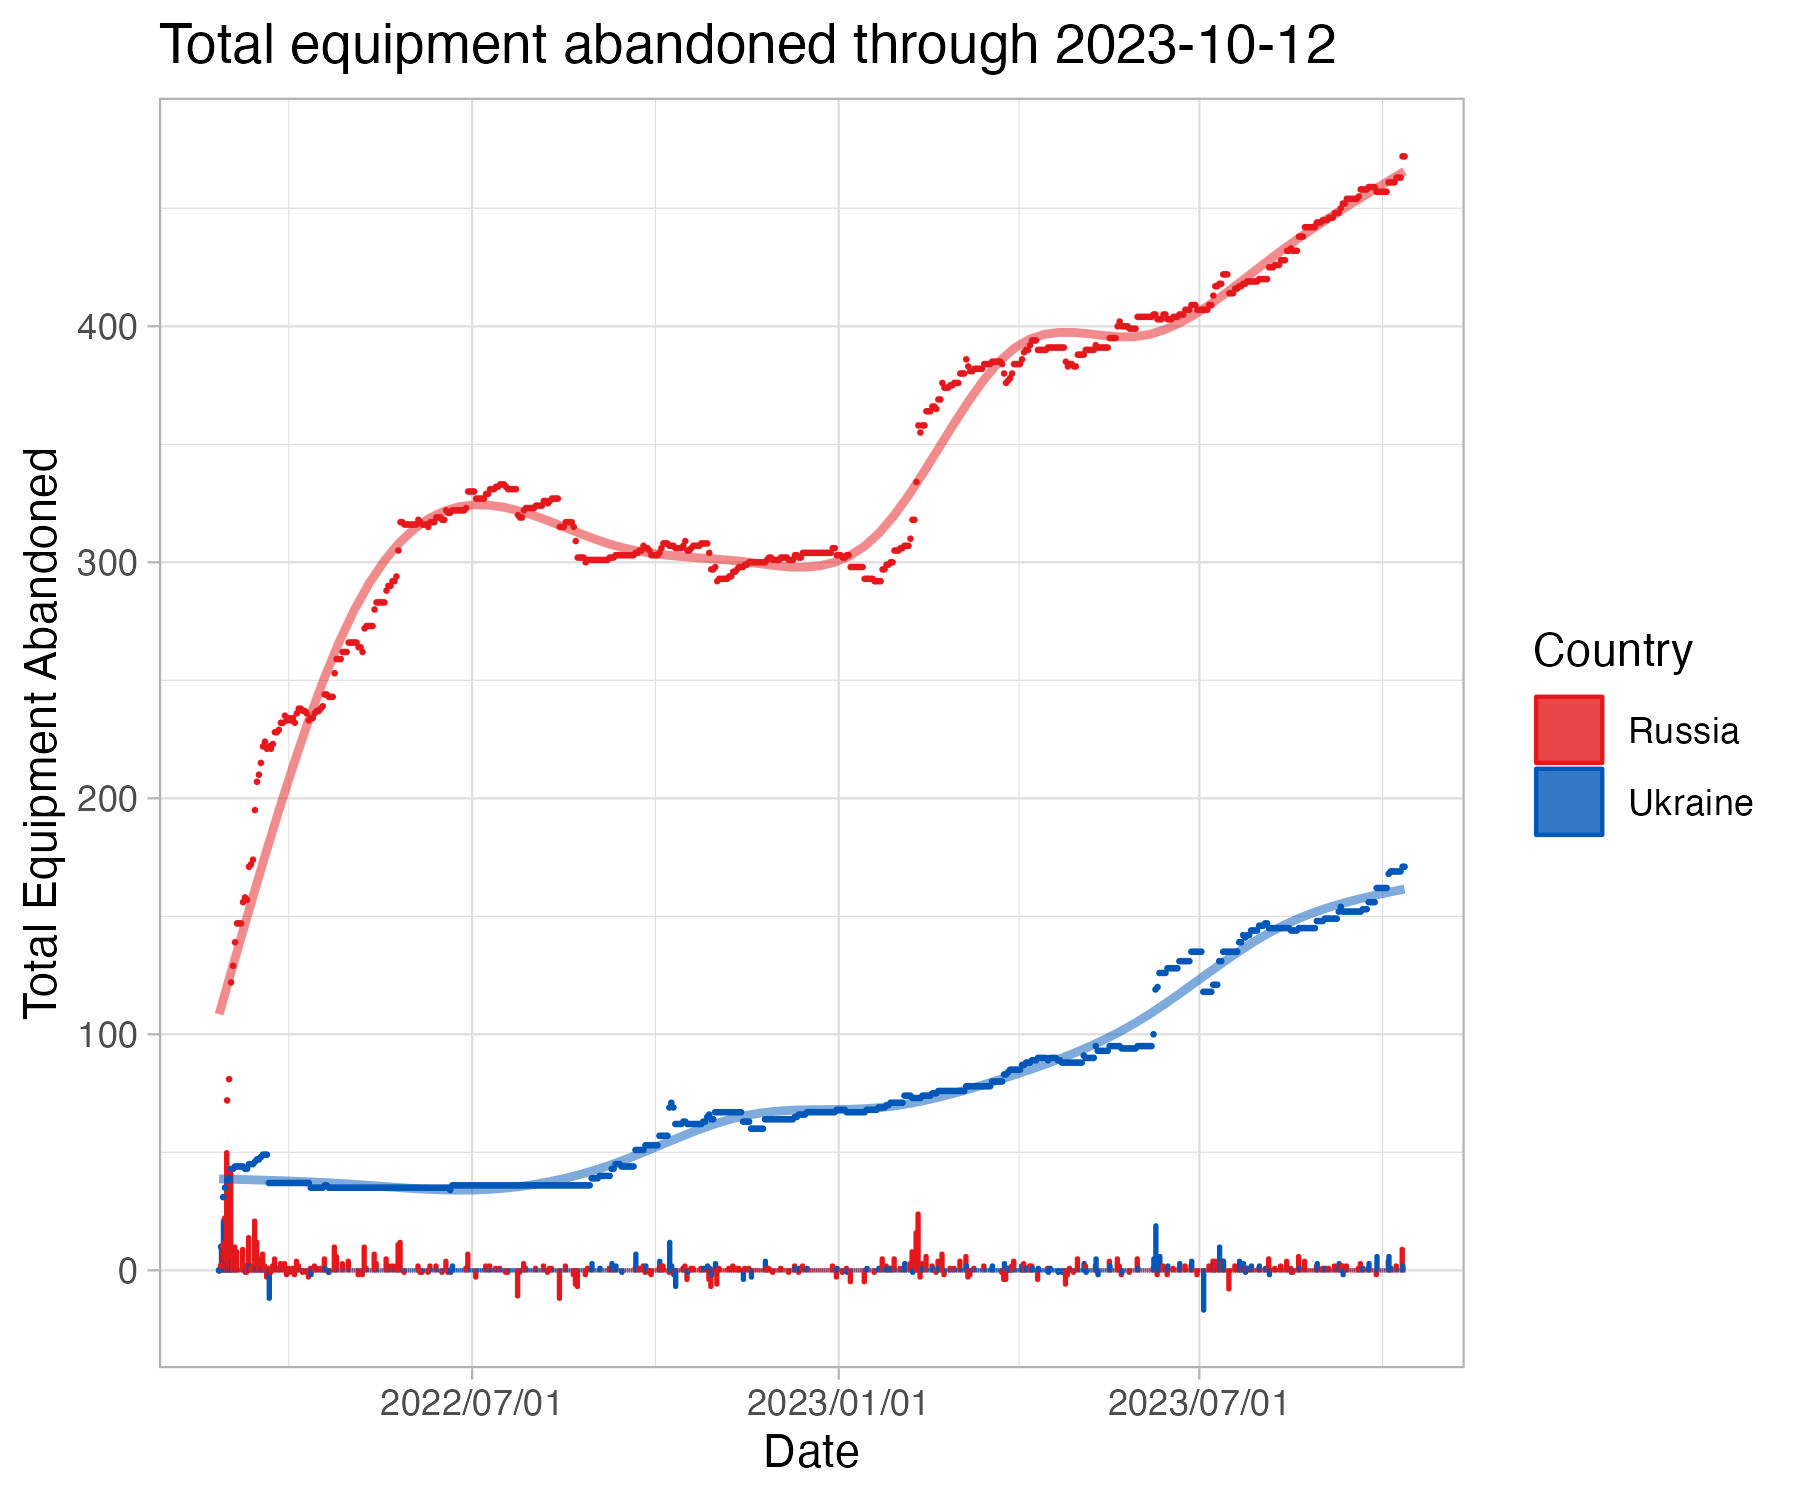 Total equipment abandoned through 2023-10-12
Total Equipment Abandoned
400
300
200
100
0
2022/07/01
2023/01/01
2023/07/01
Date
Country
Russia
Ukraine